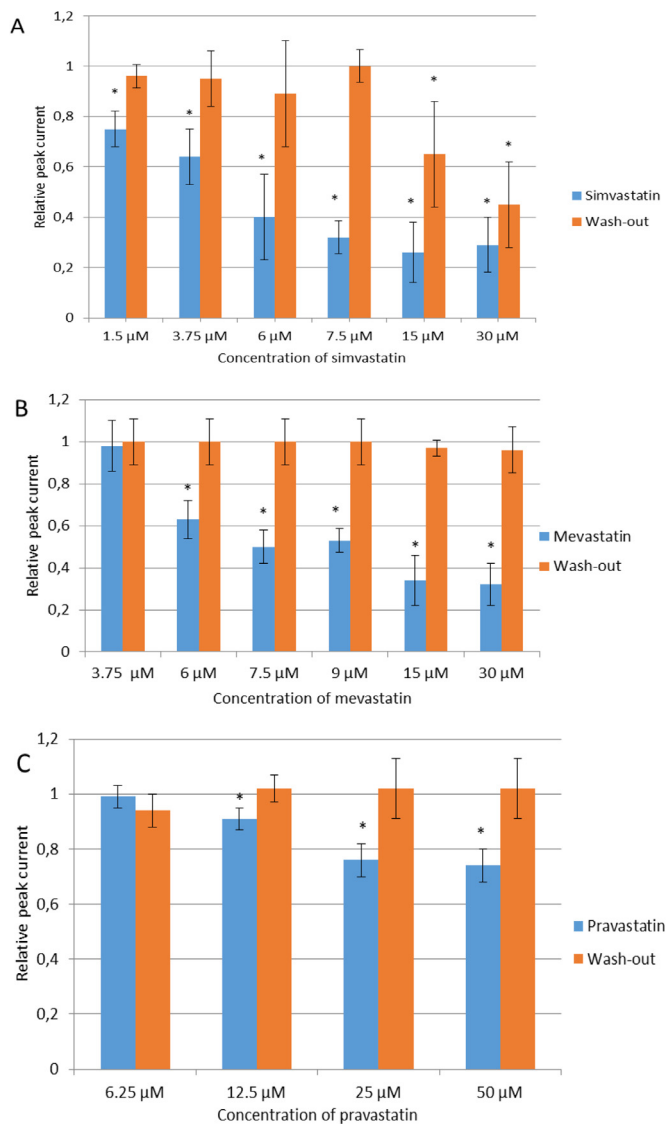 A
1,2
1
0,8
0,6
0,4
0,2
0
Relative peak current
* * * * * * * *
Simvastatin
Wash-out
1.5 µM 3.75 µM 6 µM 7.5 µM 15 µM 30 µM
Concentration of simvastatin
B
1,2
1
0,8
0,6
0,4
0,2
0
Relative peak current
* * * * *
Mevastatin
Wash-out
3.75 µM 6 µM 7.5 µM 9 µM 15 µM 30 µM
Concentration of mevastatin
C
1,2
1
0,8
0,6
0,4
0,2
0
Relative peak current
* * *
Pravastatin
Wash-out
6.25 µM 12.5 µM 25 µM 50 µM
Concentration of pravastatin